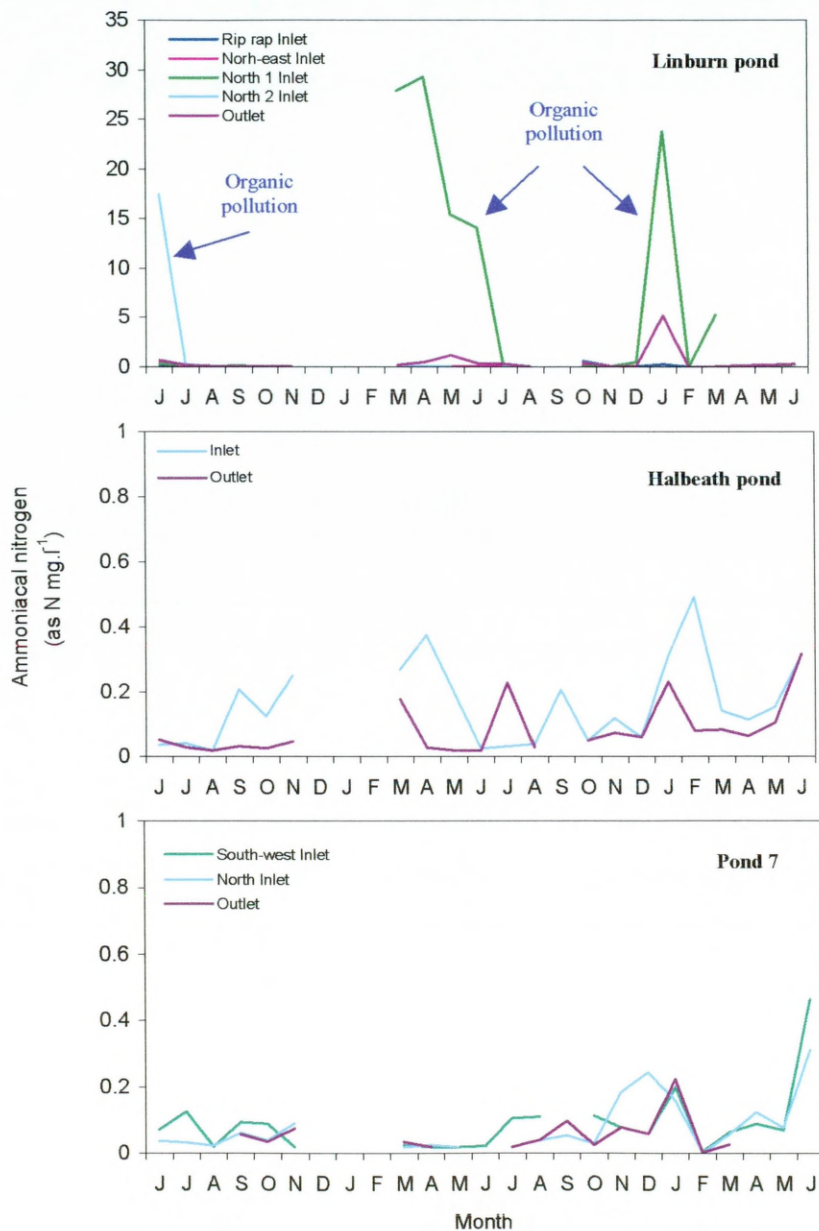 35
30
25
20
15
10
5
0
Rip rap Inlet
Norh-east Inlet
North 1 Inlet
North 2 Inlet
Outlet
Linburn pond
Organic
pollution
Organic
pollution
J J A S O N D J F M A M J J A S O N D J F M A M J
Ammoniacal nitrogen
(as N mg.l-1)
1
0.8
0.6
0.4
0.2
0
Inlet
Outlet
Halbeath pond
J J A S O N D J F M A M J J A S O N D J F M A M J
1
0.8
0.6
0.4
0.2
0
South-west Inlet
North Inlet
Outlet
Pond 7
J J A S O N D J F M A M J J A S O N D J F M A M J
Month